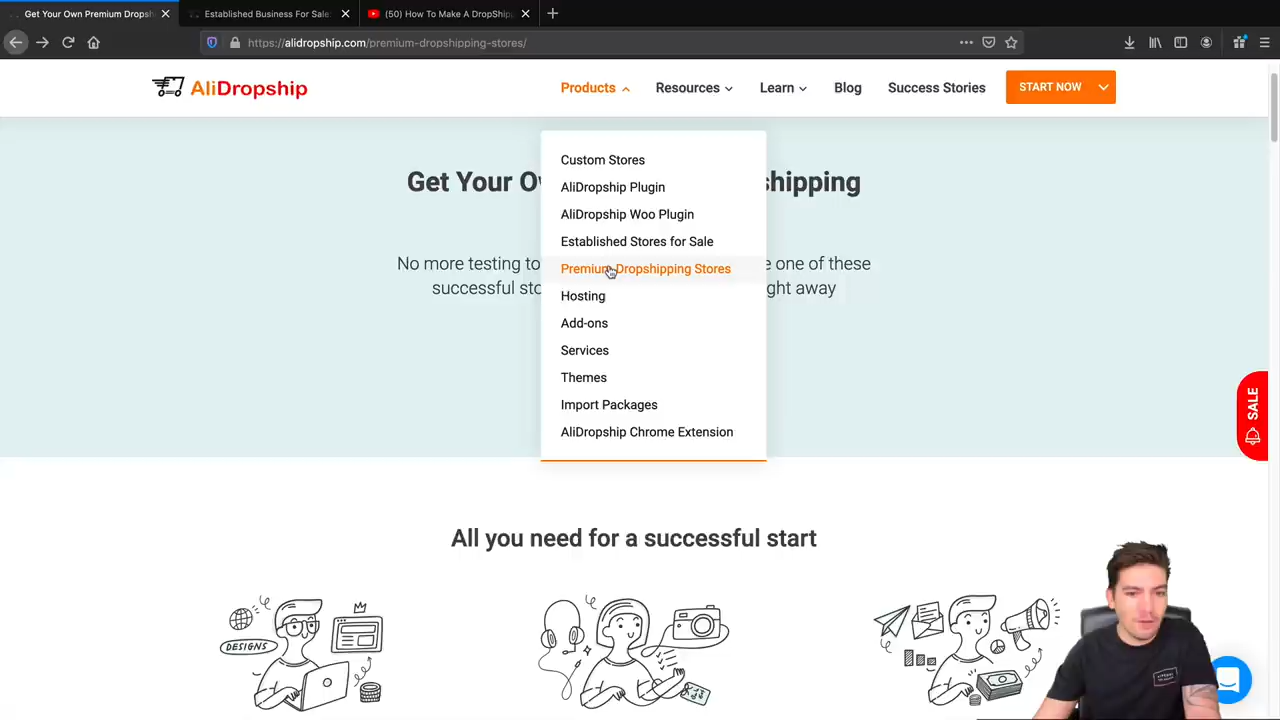 Get Your Own Premium Dropsh
Established Business For Sale
(50) How To Make A DropShip
https://alidropship.com/premium-dropshipping-stores/
AliDropship
Products
Resources
Learn
Blog
Success Stories
START NOW
Custom Stores
AliDropship Plugin
AliDropship Woo Plugin
Established Stores for Sale
Premium Dropshipping Stores
Hosting
Add-ons
Services
Themes
Import Packages
AliDropship Chrome Extension
Get Your O shipping
No more testing to e one of these
successful sto ght away
SALE
All you need for a successful start
DESIGNS